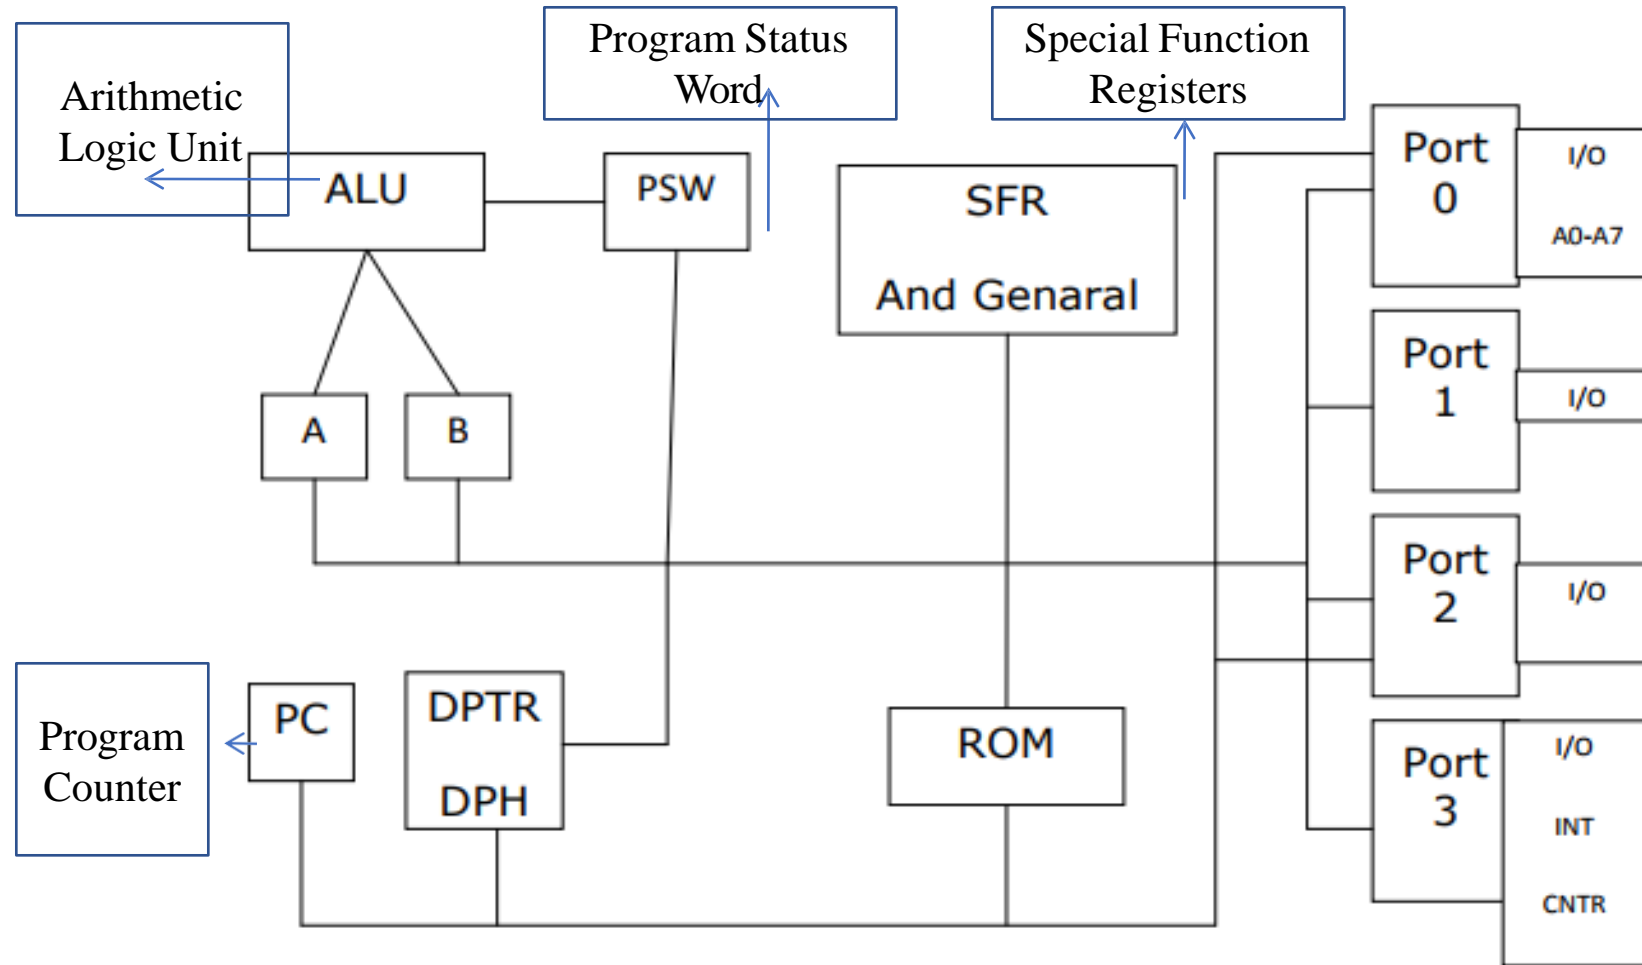 Arithmetic
Logic Unit
Program Status
Word
Special Function
Registers
ALU
PSW
SFR
And Genaral
A
B
Port
0
I/O
A0-A7
Port
1
I/O
Port
2
I/O
Port
3
I/O
INT
CNTR
Program
Counter
PC
DPTR
DPH
ROM